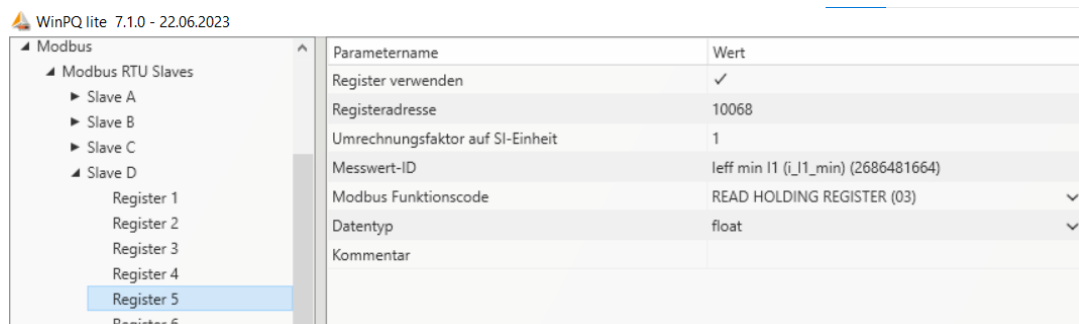 WinPQ lite 7.1.0 - 22.06.2023
Modbus
Modbus RTU Slaves
Slave A
Slave B
Slave C
Slave D
Register 1
Register 2
Register 3
Register 4
Register 5
Register 6
Parametername Wert
Register verwenden ✓
Registeradresse 10068
Umrechnungsfaktor auf SI-Einheit 1
Messwert-ID Ieff min I1 (i_I1_min) (2686481664)
Modbus Funktionscode READ HOLDING REGISTER (03)
Datentyp float
Kommentar